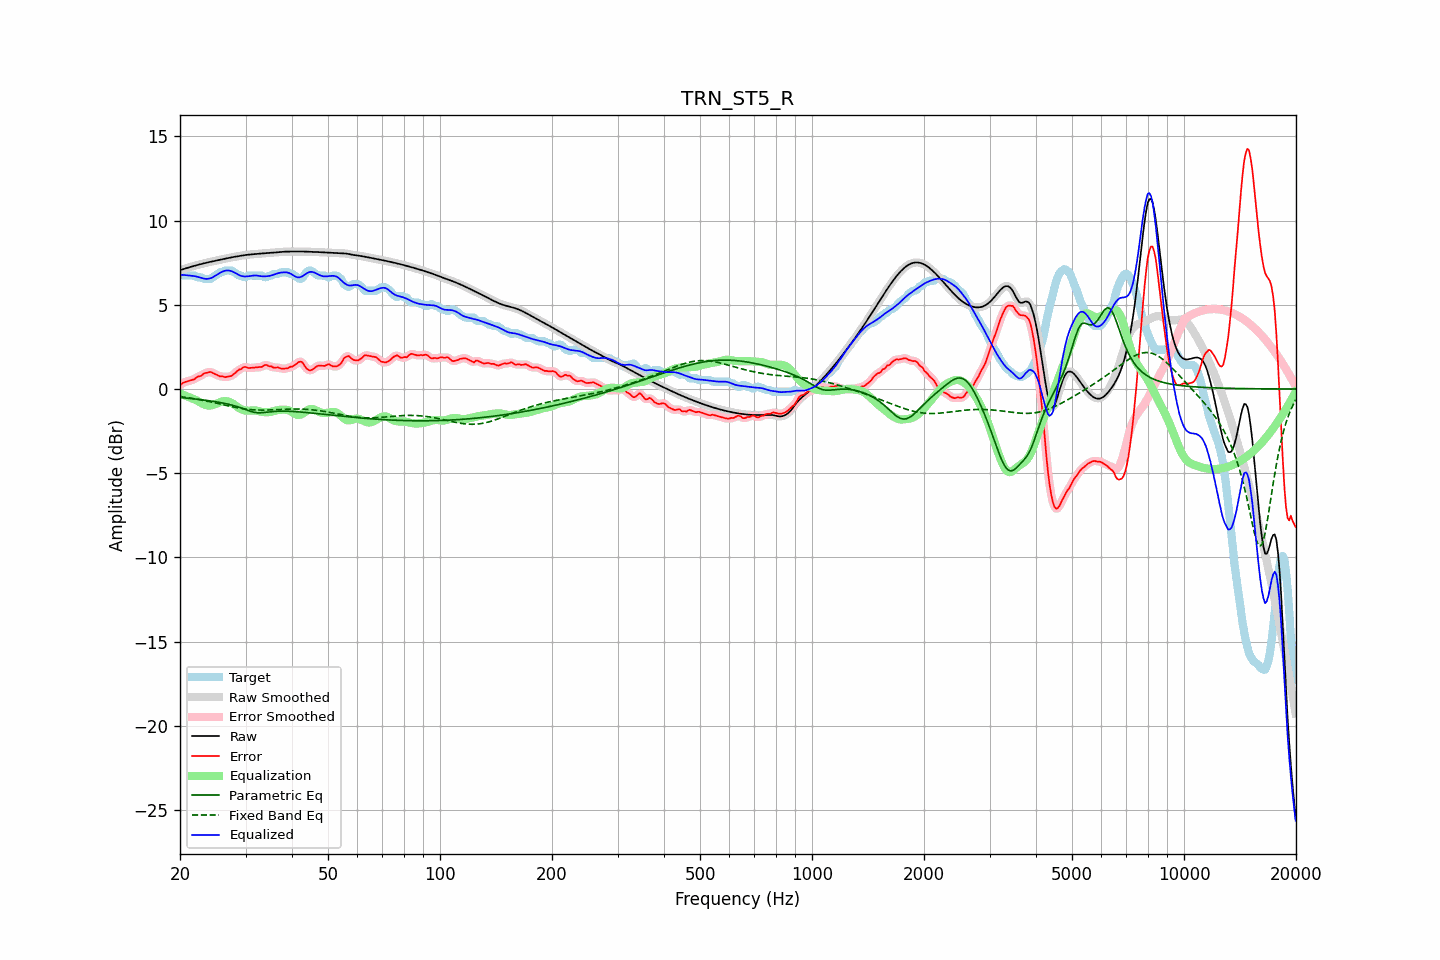 TRN_ST5_R
Amplitude (dBr)
15
10
5
0
−5
−10
−15
−20
−25
Target
Raw Smoothed
Error Smoothed
Raw
Error
Equalization
Parametric Eq
Fixed Band Eq
Equalized
20
50
100
200
500
1000
2000
5000
10000
20000
Frequency (Hz)